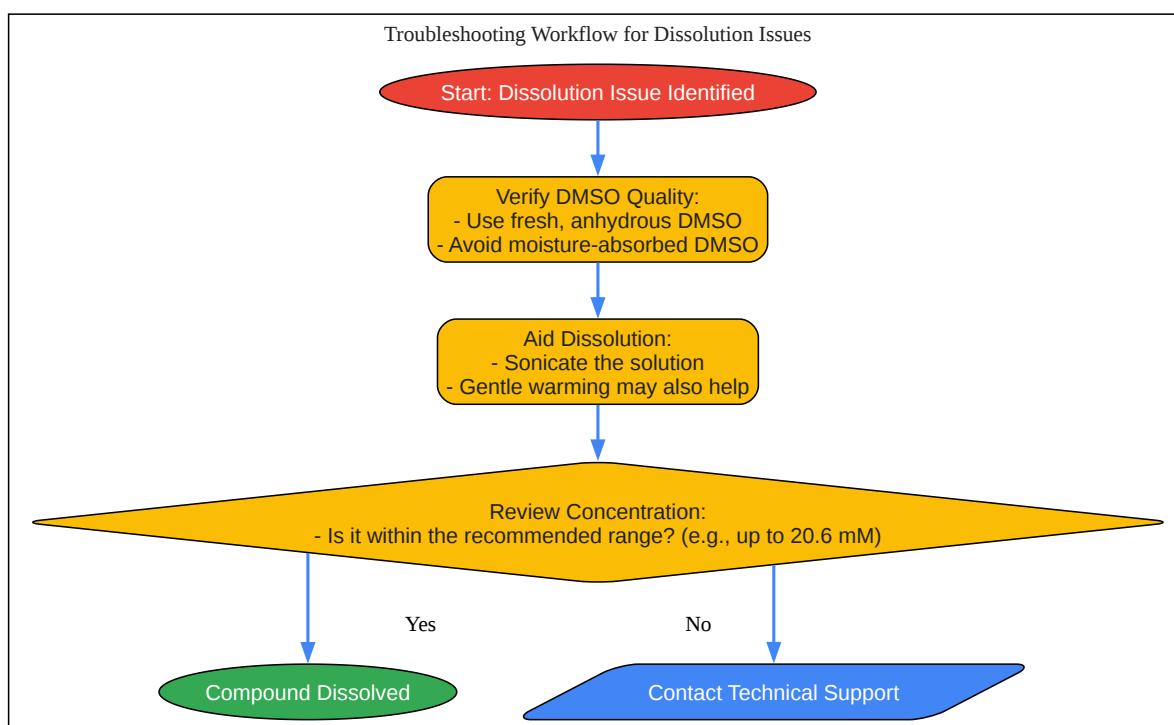 Troubleshooting Workflow for Dissolution Issues
Start: Dissolution Issue Identified
Verify DMSO Quality:
- Use fresh, anhydrous DMSO
- Avoid moisture-absorbed DMSO
Aid Dissolution:
- Sonicate the solution
- Gentle warming may also help
Review Concentration:
- Is it within the recommended range? (e.g., up to 20.6 mM)
Yes
No
Compound Dissolved
Contact Technical Support